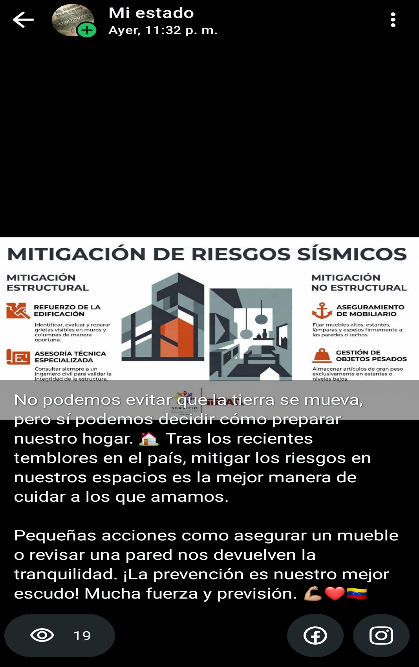 Mi estado
Ayer, 11:32 p. m.
MITIGACIÓN DE RIESGOS SÍSMICOS
MITIGACIÓN
ESTRUCTURAL
REFUERZO DE LA
EDIFICACIÓN
Identificar, evaluar y reparar
grietas visibles en muros y
columnas de manera
oportuna.
ASESORÍA TÉCNICA
ESPECIALIZADA
Consultar siempre a un
ingeniero civil para validar la
integridad de la estructura.
MITIGACIÓN
NO ESTRUCTURAL
ASEGURAMIENTO
DE MOBILIARIO
Fijar muebles altos, estantes,
lámparas y espejos firmemente a
las paredes o techos.
GESTIÓN DE
OBJETOS PESADOS
Almacenar artículos de gran peso
exclusivamente en estantes o
niveles bajos.
No podemos evitar que la tierra se mueva,
pero sí podemos decidir cómo preparar
nuestro hogar. 🏠 Tras los recientes
temblores en el país, mitigar los riesgos en
nuestros espacios es la mejor manera de
cuidar a los que amamos.
Pequeñas acciones como asegurar un mueble
o revisar una pared nos devuelven la
tranquilidad. ¡La prevención es nuestro mejor
escudo! Mucha fuerza y previsión. 💪🏽❤️🇻🇪
19